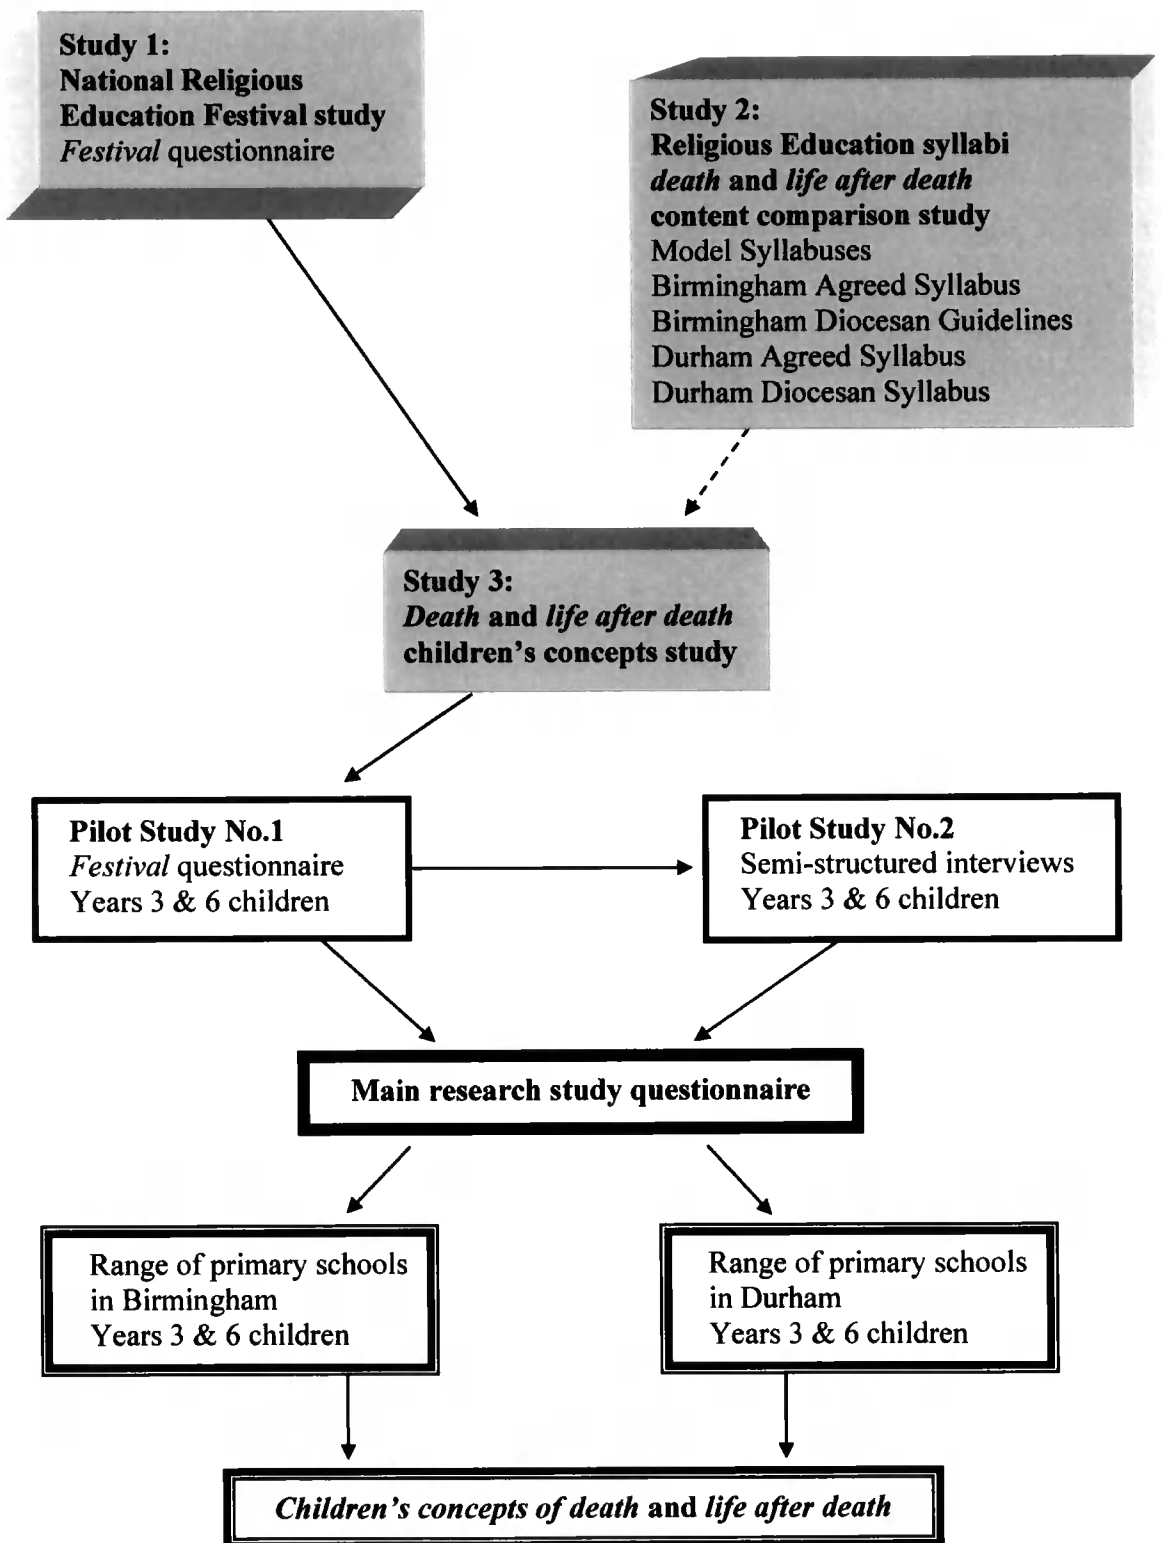 Study 1:
National Religious
Education Festival study
Festival questionnaire
Study 2:
Religious Education syllabi
death and life after death
content comparison study
Model Syllabuses
Birmingham Agreed Syllabus
Birmingham Diocesan Guidelines
Durham Agreed Syllabus
Durham Diocesan Syllabus
Study 3:
Death and life after death
children's concepts study
Pilot Study No.1
Festival questionnaire
Years 3 & 6 children
Pilot Study No.2
Semi-structured interviews
Years 3 & 6 children
Main research study questionnaire
Range of primary schools
in Birmingham
Years 3 & 6 children
Range of primary schools
in Durham
Years 3 & 6 children
Children's concepts of death and life after death